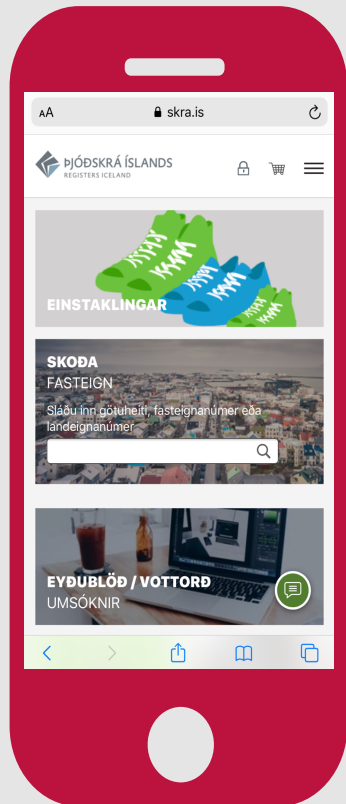 AA
skra.is
ÞJÓÐSKRÁ ÍSLANDS
REGISTERS ICELAND
EINSTAKLINGAR
SKOÐA
FASTEIGN
Sláðu inn götuheiti, fasteignanúmer eða
landeignanúmer
EYÐUBLÖÐ / VOTTORÐ
UMSÓKNIR